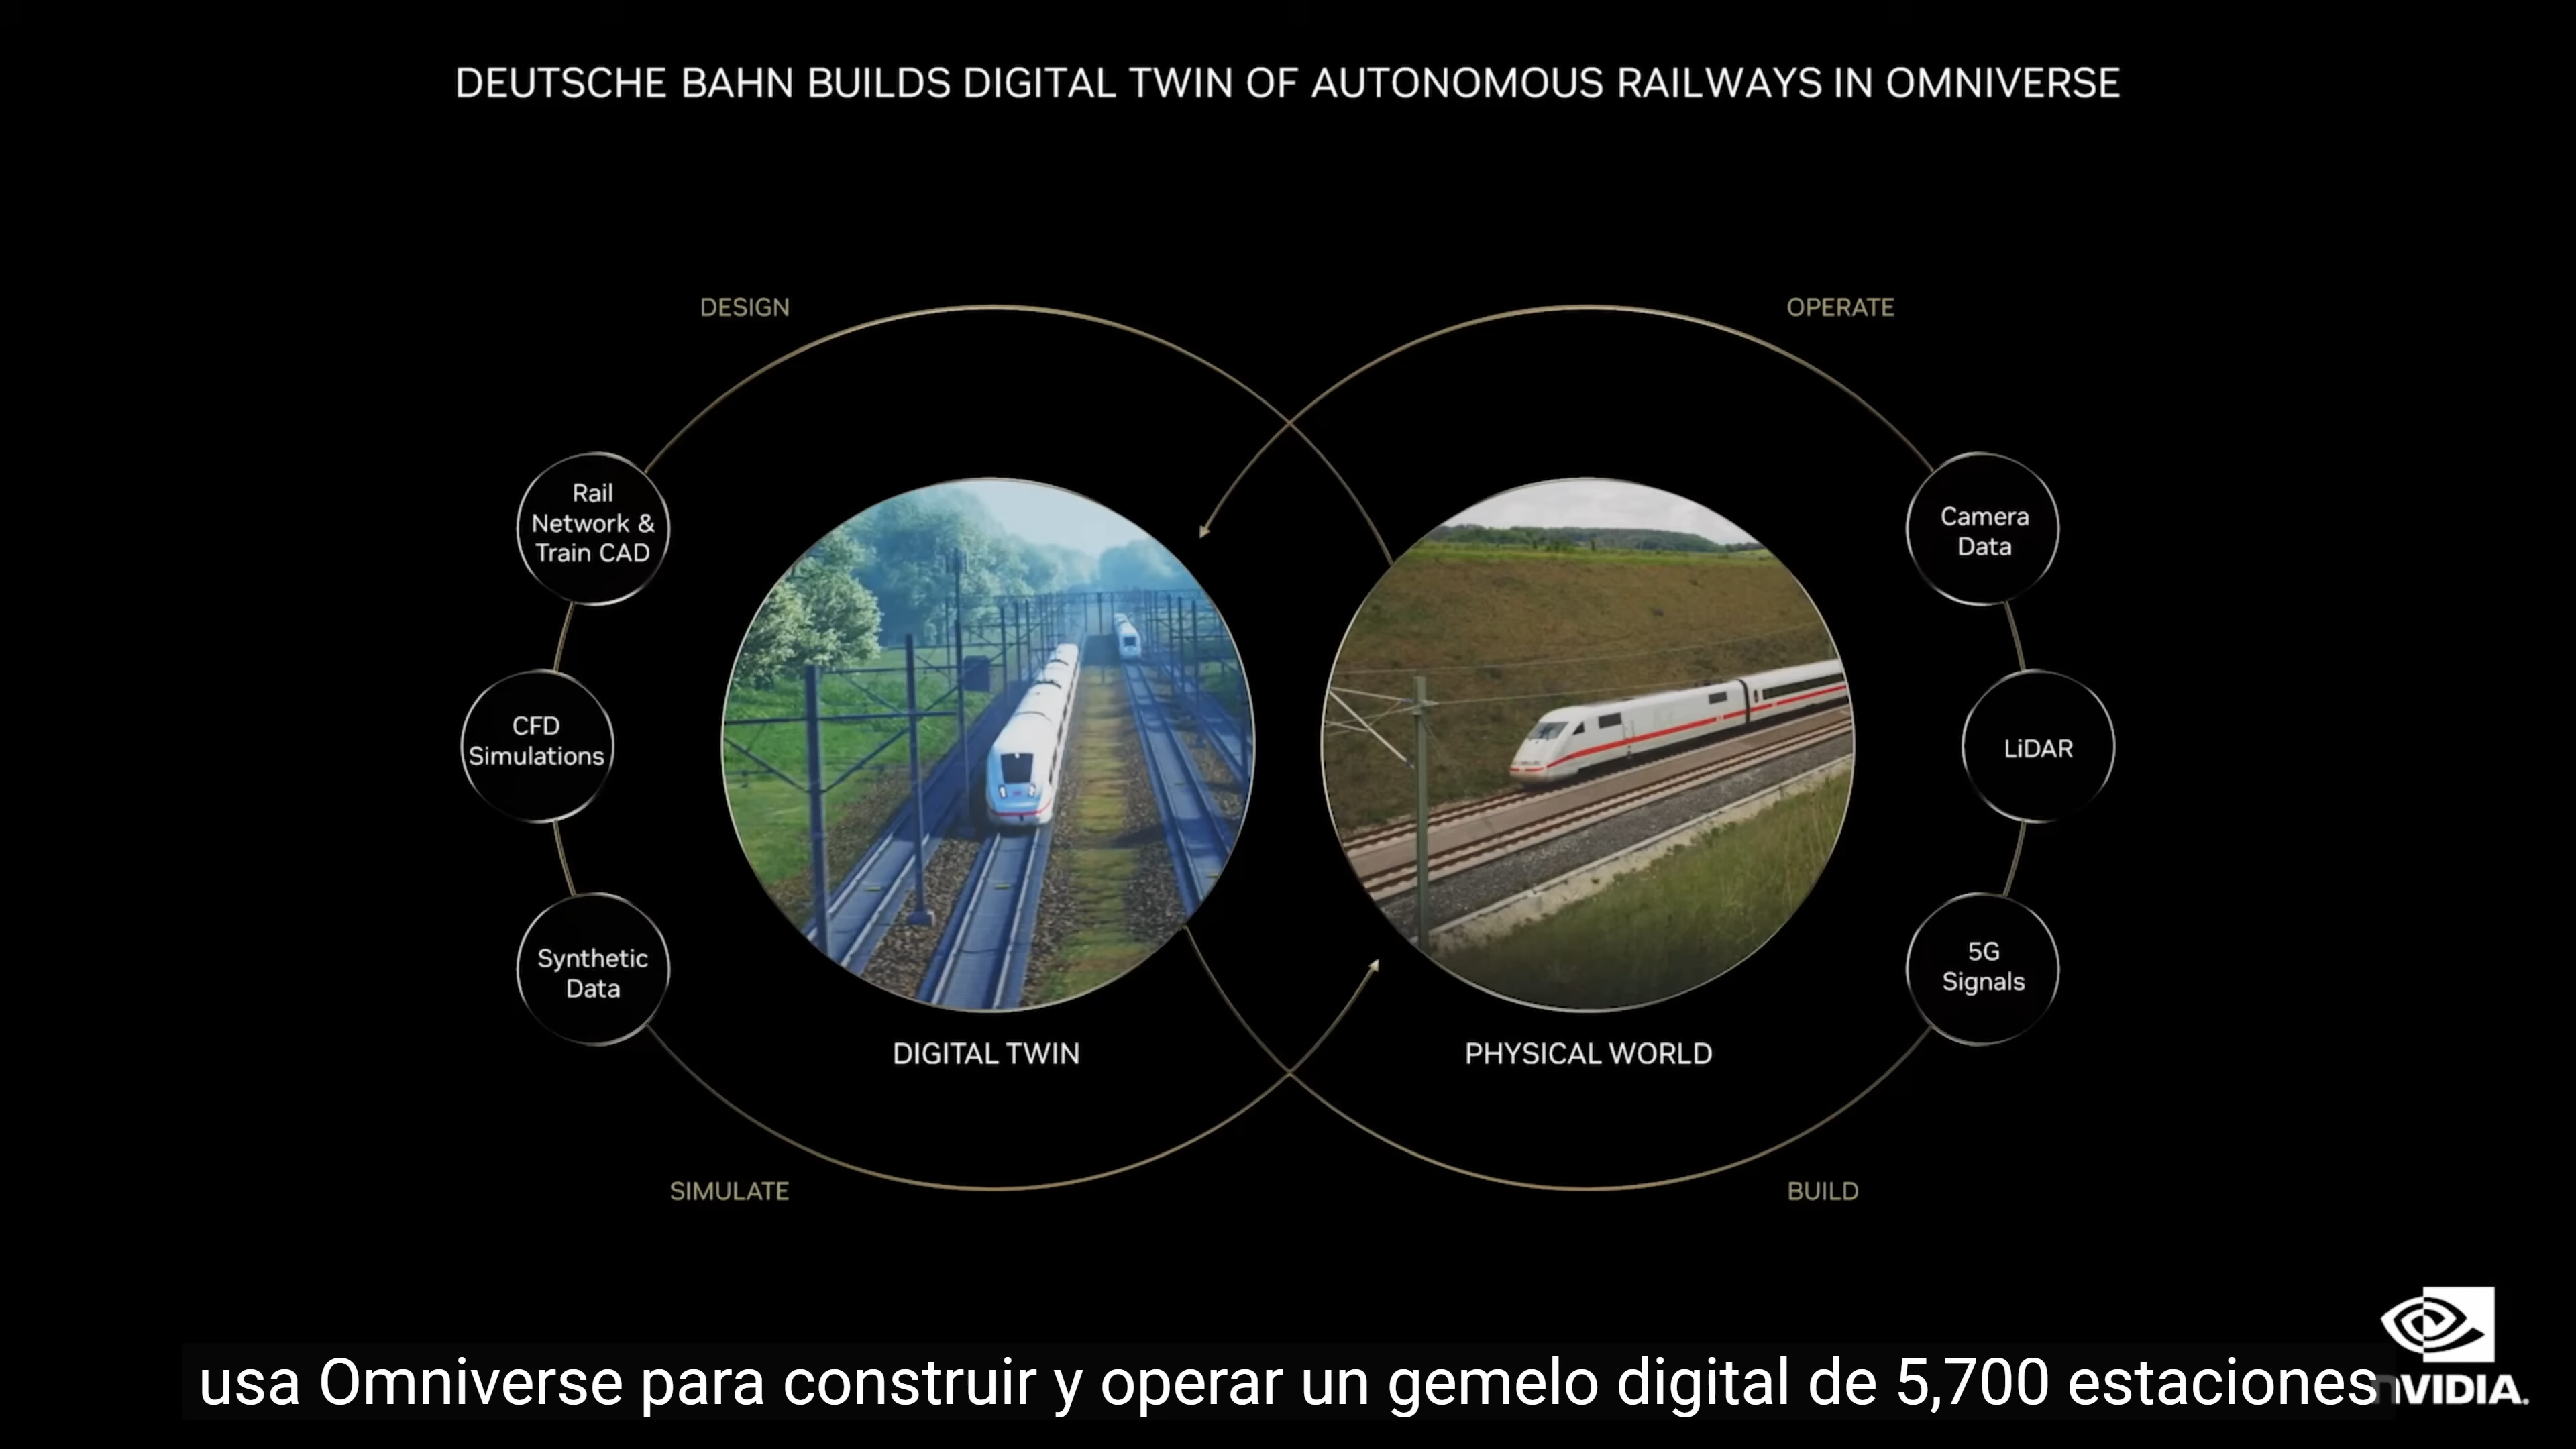 DEUTSCHE BAHN BUILDS DIGITAL TWIN OF AUTONOMOUS RAILWAYS IN OMNIVERSE
DESIGN
OPERATE
Rail
Network &
Train CAD
Camera
Data
CFD
Simulations
LiDAR
Synthetic
Data
5G
Signals
DIGITAL TWIN
PHYSICAL WORLD
SIMULATE
BUILD
usa Omniverse para construir y operar un gemelo digital de 5,700 estaciones
nVIDIA.